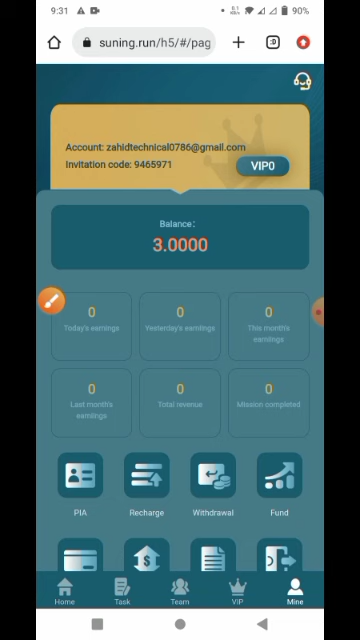 9:31
90%
suning.run/h5/#/pag
Account: zahidtechnical0786@gmail.com
Invitation code: 9465971
VIP0
Balance:
3.0000
0 0 0
Today's earnings Yesterday's earnings This month's earnings
0 0 0
Last month's earnings Total revenue Mission completed
PIA Recharge Withdrawal Fund
Home Task Team VIP Mine